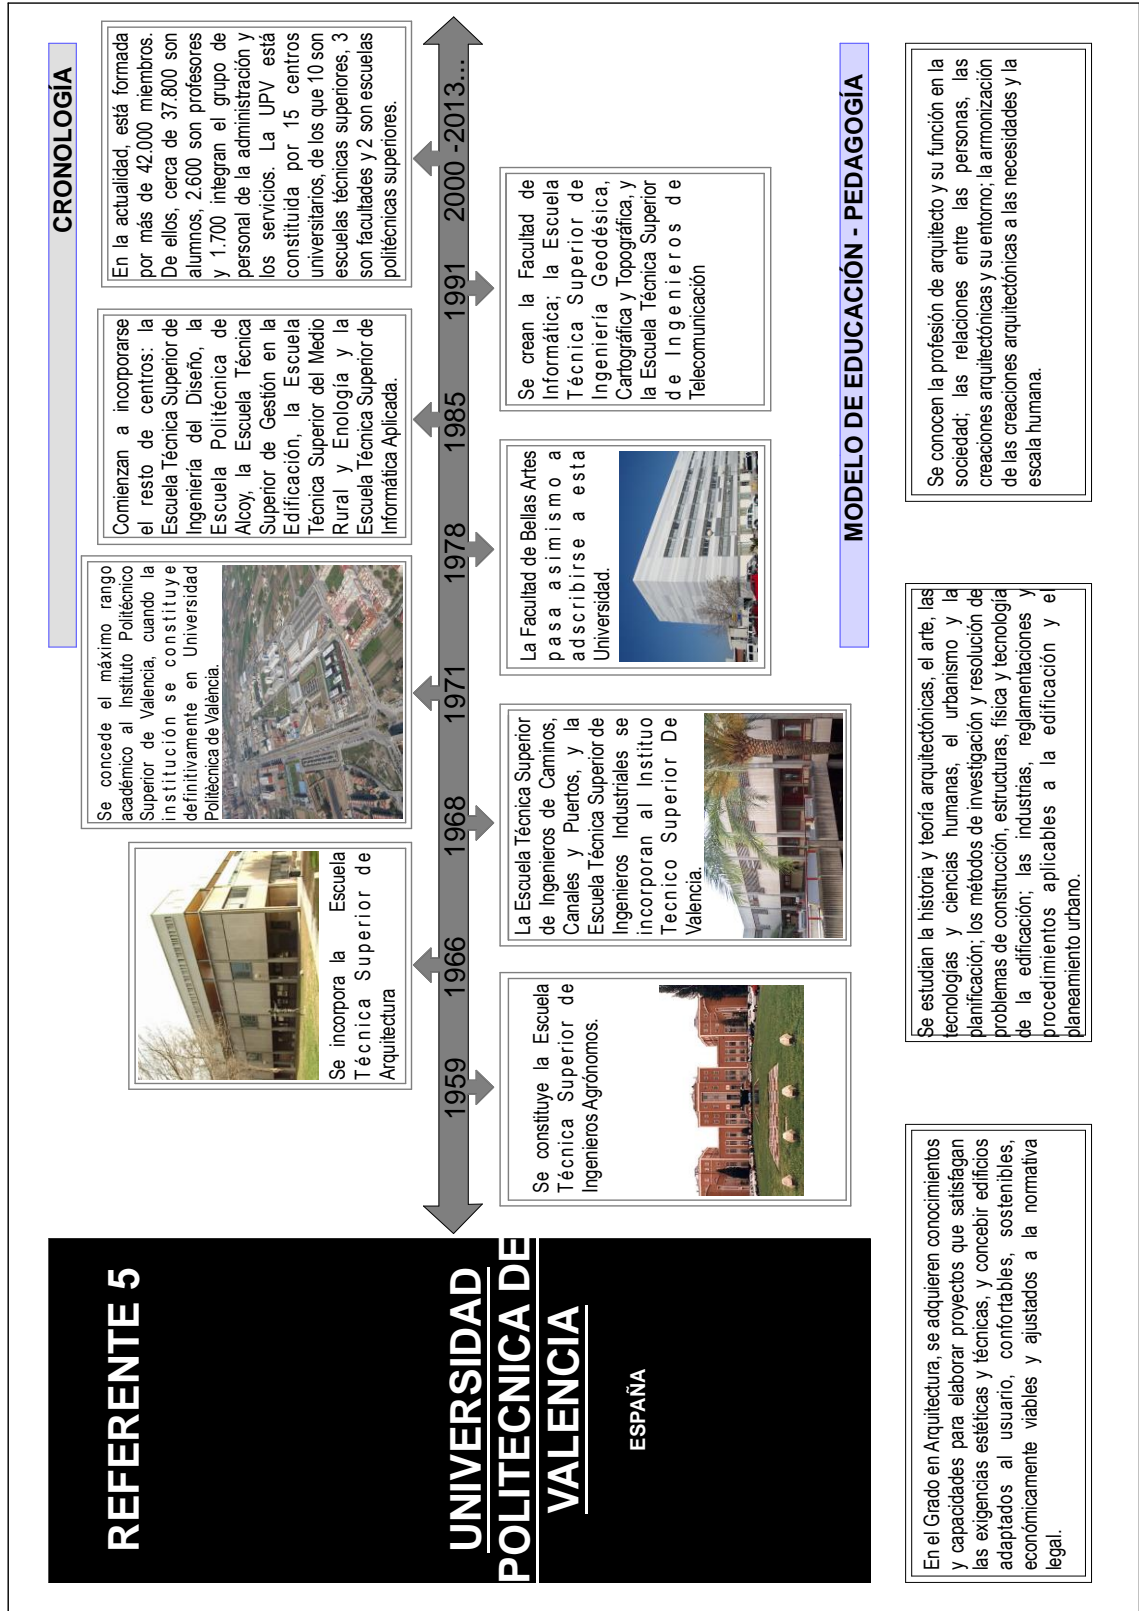 REFERENTE 5
UNIVERSIDAD
POLITECNICA DE
VALENCIA
ESPAÑA
CRONOLOGÍA
1959
1966
1968
1971
1978
1985
1991
2000 -2013...
Se incorpora la Escuela
Técnica Superior de
Arquitectura
Se concede el máximo rango
académico al Instituto Politécnico
Superior de Valencia, cuando la
institución se constituye
definitivamente en Universidad
Politècnica de València.
Comienzan a incorporarse
el resto de centros: la
Escuela Técnica Superior de
Ingeniería del Diseño, la
Escuela Politécnica de
Alcoy, la Escuela Técnica
Superior de Gestión en la
Edificación, la Escuela
Técnica Superior del Medio
Rural y Enología y la
Escuela Técnica Superior de
Informática Aplicada.
En la actualidad, está formada
por más de 42.000 miembros.
De ellos, cerca de 37.800 son
alumnos, 2.600 son profesores
y 1.700 integran el grupo de
personal de la administración y
los servicios. La UPV está
constituida por 15 centros
universitarios, de los que 10 son
escuelas técnicas superiores, 3
son facultades y 2 son escuelas
politécnicas superiores.
Se constituye la Escuela
Técnica Superior de
Ingenieros Agrónomos.
La Escuela Técnica Superior
de Ingenieros de Caminos,
Canales y Puertos, y la
Escuela Técnica Superior de
Ingenieros Industriales se
incorporan al Instituo
Tecnico Superior De
Valencia.
La Facultad de Bellas Artes
pasa asimismo a
adscribirse a esta
Universidad.
Se crean la Facultad de
Informática; la Escuela
Técnica Superior de
Ingeniería Geodésica,
Cartográfica y Topográfica, y
la Escuela Técnica Superior
de Ingenieros de
Telecomunicación
MODELO DE EDUCACIÓN - PEDAGOGÍA
En el Grado en Arquitectura, se adquieren conocimientos
y capacidades para elaborar proyectos que satisfagan
las exigencias estéticas y técnicas, y concebir edificios
adaptados al usuario, confortables, sostenibles,
económicamente viables y ajustados a la normativa
legal.
Se estudian la historia y teoría arquitectónicas, el arte, las
tecnologías y ciencias humanas, el urbanismo y la
planificación; los métodos de investigación y resolución de
problemas de construcción, estructuras, física y tecnología
de la edificación; las industrias, reglamentaciones y
procedimientos aplicables a la edificación y el
planeamiento urbano.
Se conocen la profesión de arquitecto y su función en la
sociedad; las relaciones entre las personas, las
creaciones arquitectónicas y su entorno; la armonización
de las creaciones arquitectónicas a las necesidades y la
escala humana.